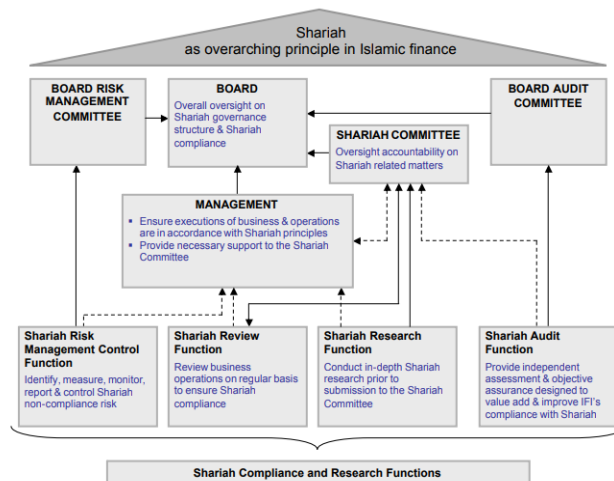 Shariah
as overarching principle in Islamic finance
BOARD RISK
MANAGEMENT
COMMITTEE
BOARD
Overall oversight on
Shariah governance
structure & Shariah
compliance
BOARD AUDIT
COMMITTEE
SHARIAH COMMITTEE
Oversight accountability on
Shariah related matters
MANAGEMENT
▪ Ensure executions of business & operations
are in accordance with Shariah principles
▪ Provide necessary support to the Shariah
Committee
Shariah Risk
Management Control
Function
Identify, measure, monitor,
report & control Shariah
non-compliance risk
Shariah Review
Function
Review business
operations on regular basis
to ensure Shariah
compliance
Shariah Research
Function
Conduct in-depth Shariah
research prior to
submission to the Shariah
Committee
Shariah Audit
Function
Provide independent
assessment & objective
assurance designed to
value add & improve IFI's
compliance with Shariah
Shariah Compliance and Research Functions